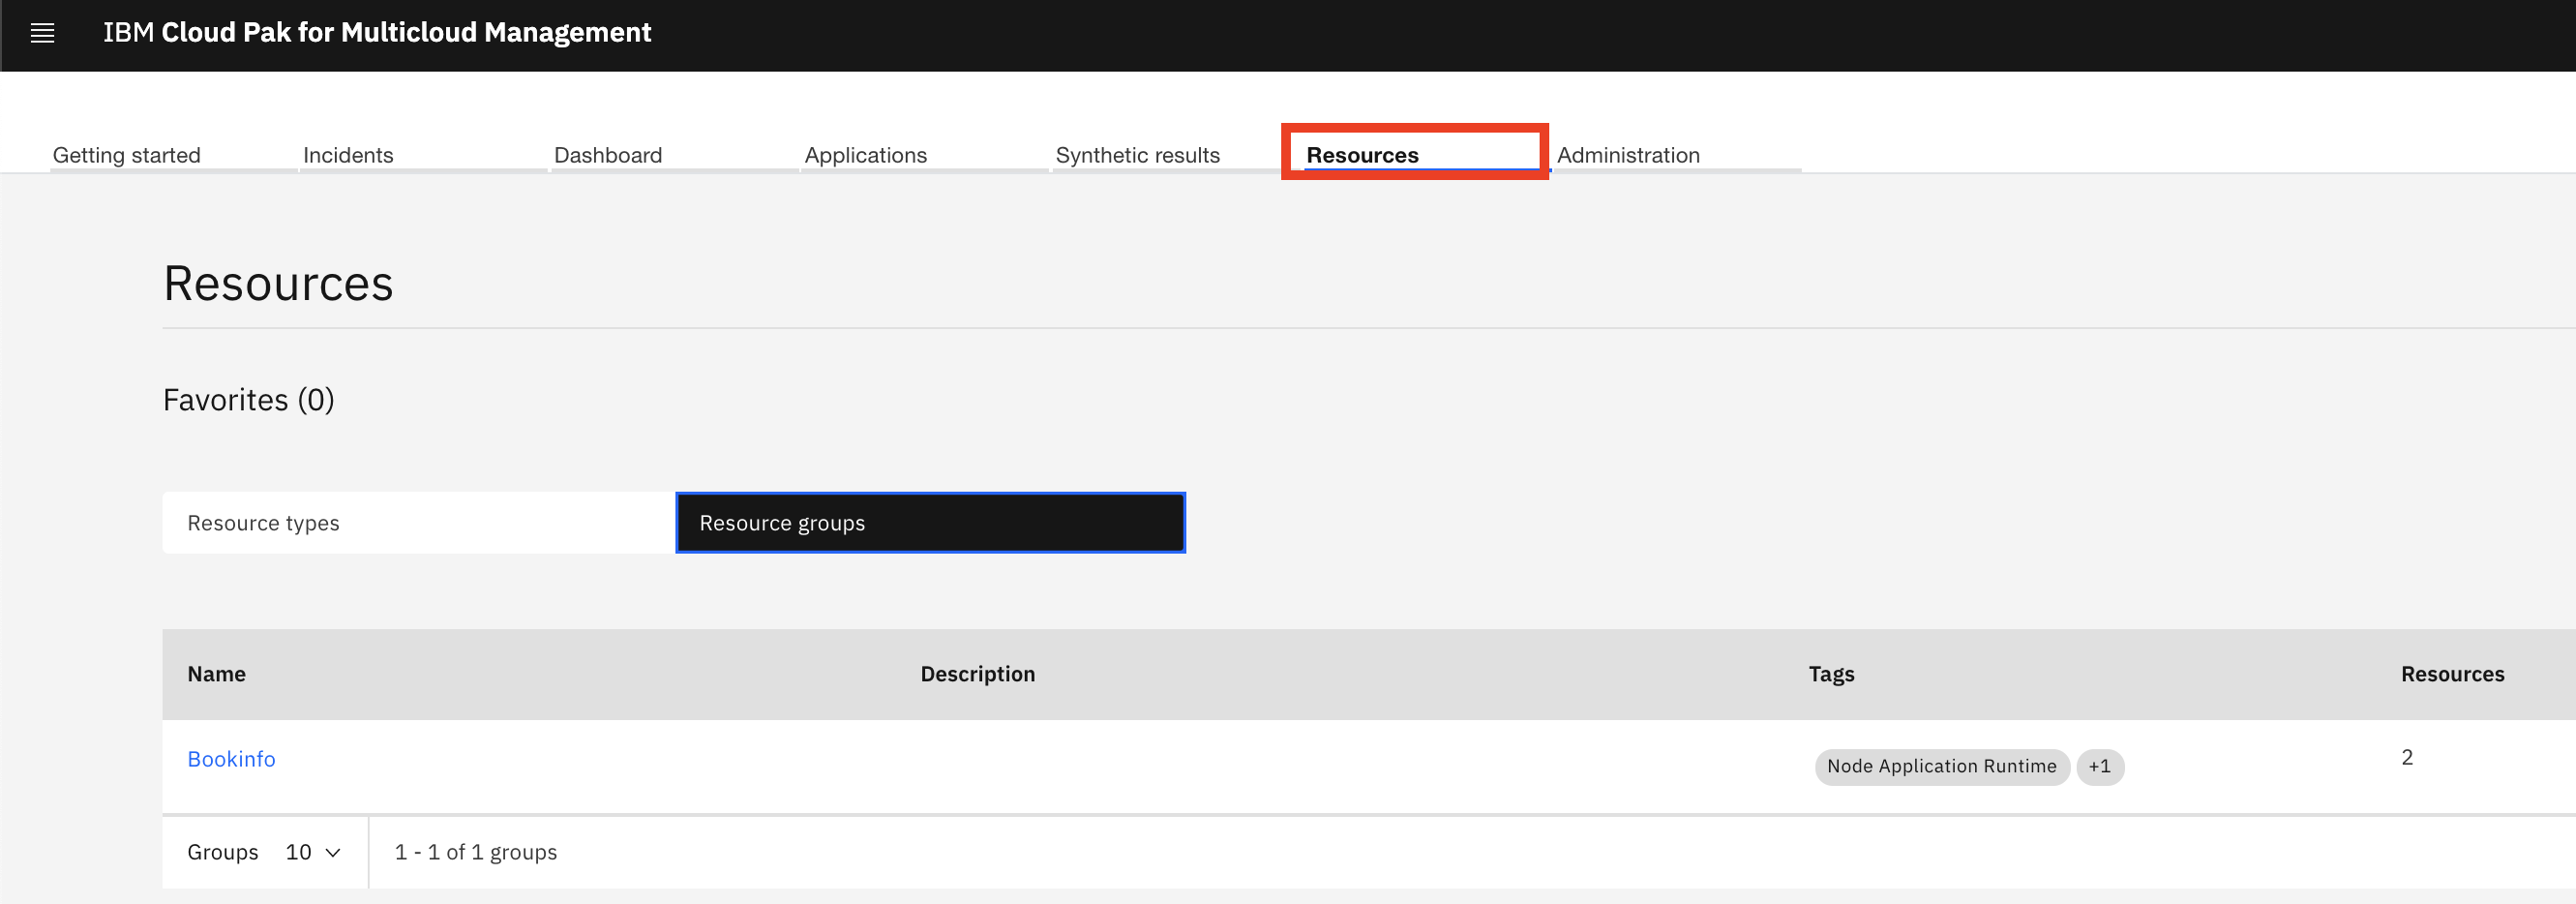 IBM Cloud Pak for Multicloud Management
Getting started Incidents Dashboard Applications Synthetic results Resources Administration
Resources
Favorites (0)
Resource types Resource groups
Name Description Tags Resources
Bookinfo Node Application Runtime +1 2
Groups 10 1 - 1 of 1 groups